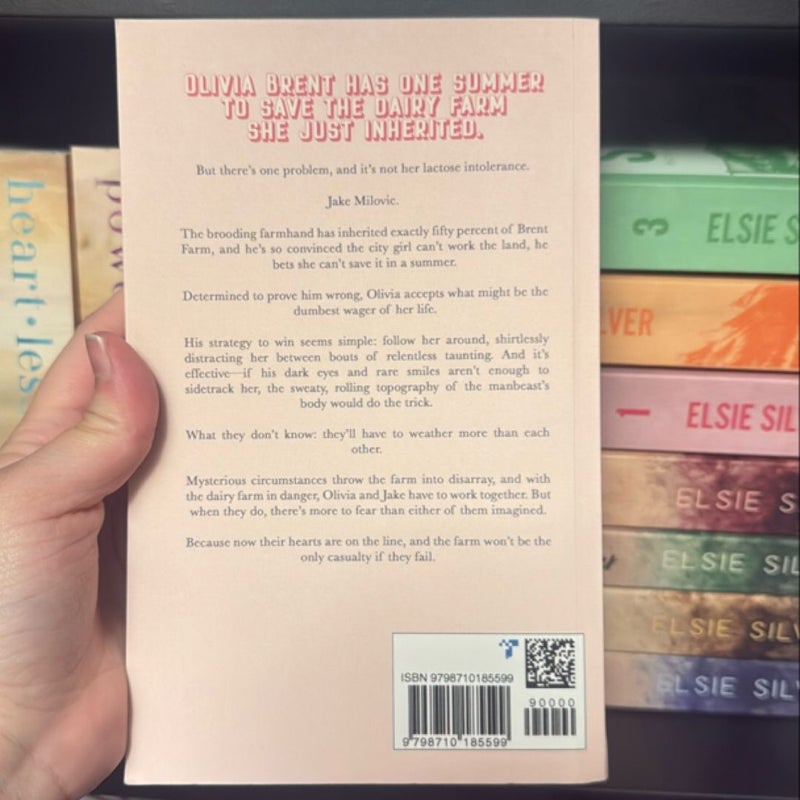 OLIVIA BRENT HAS ONE SUMMER
TO SAVE THE DAIRY FARM
SHE JUST INHERITED.
But there's one problem, and it's not her lactose intolerance.
Jake Milovic.
The brooding farmhand has inherited exactly fifty percent of Brent
Farm, and he's so convinced the city girl can't work the land, he
bets she can't save it in a summer.
Determined to prove him wrong, Olivia accepts what might be the
dumbest wager of her life.
His strategy to win seems simple: follow her around, shirtlessly
distracting her between bouts of relentless taunting. And it's
effective—if his dark eyes and rare smiles aren't enough to
sidetrack her, the sweaty, rolling topography of the manbeast's
body would do the trick.
What they don't know: they'll have to weather more than each
other.
Mysterious circumstances throw the farm into disarray, and with
the dairy farm in danger, Olivia and Jake have to work together. But
when they do, there's more to fear than either of them imagined.
Because now their hearts are on the line, and the farm won't be the
only casualty if they fail.
ISBN 9798710185599
90000
9 798710 185599
heart•les
powe
3 ELSIE S
LVER
1 ELSIE SIL
ELSIE S
ELSIE SIL
ELSIE SILV
ELSIE SILV